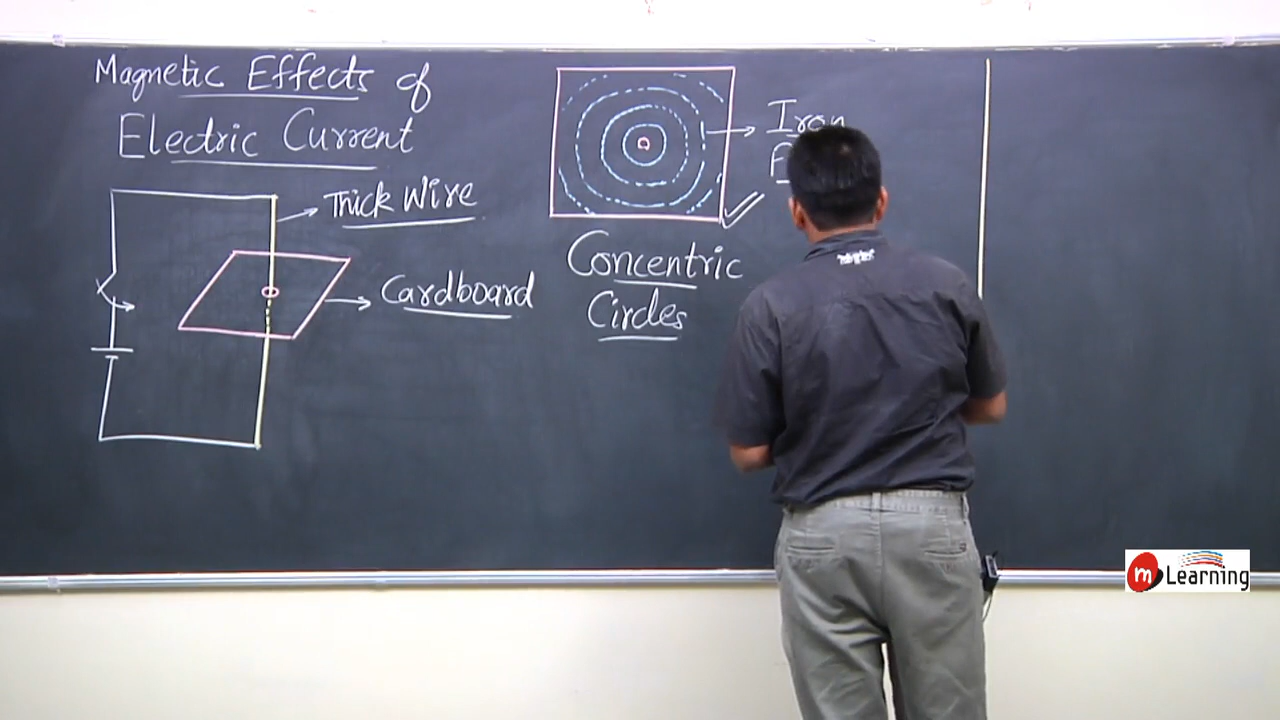 Magnetic Effects of
Electric Current
Thick Wire
Cardboard
Iron
Concentric
Circles
m Learning